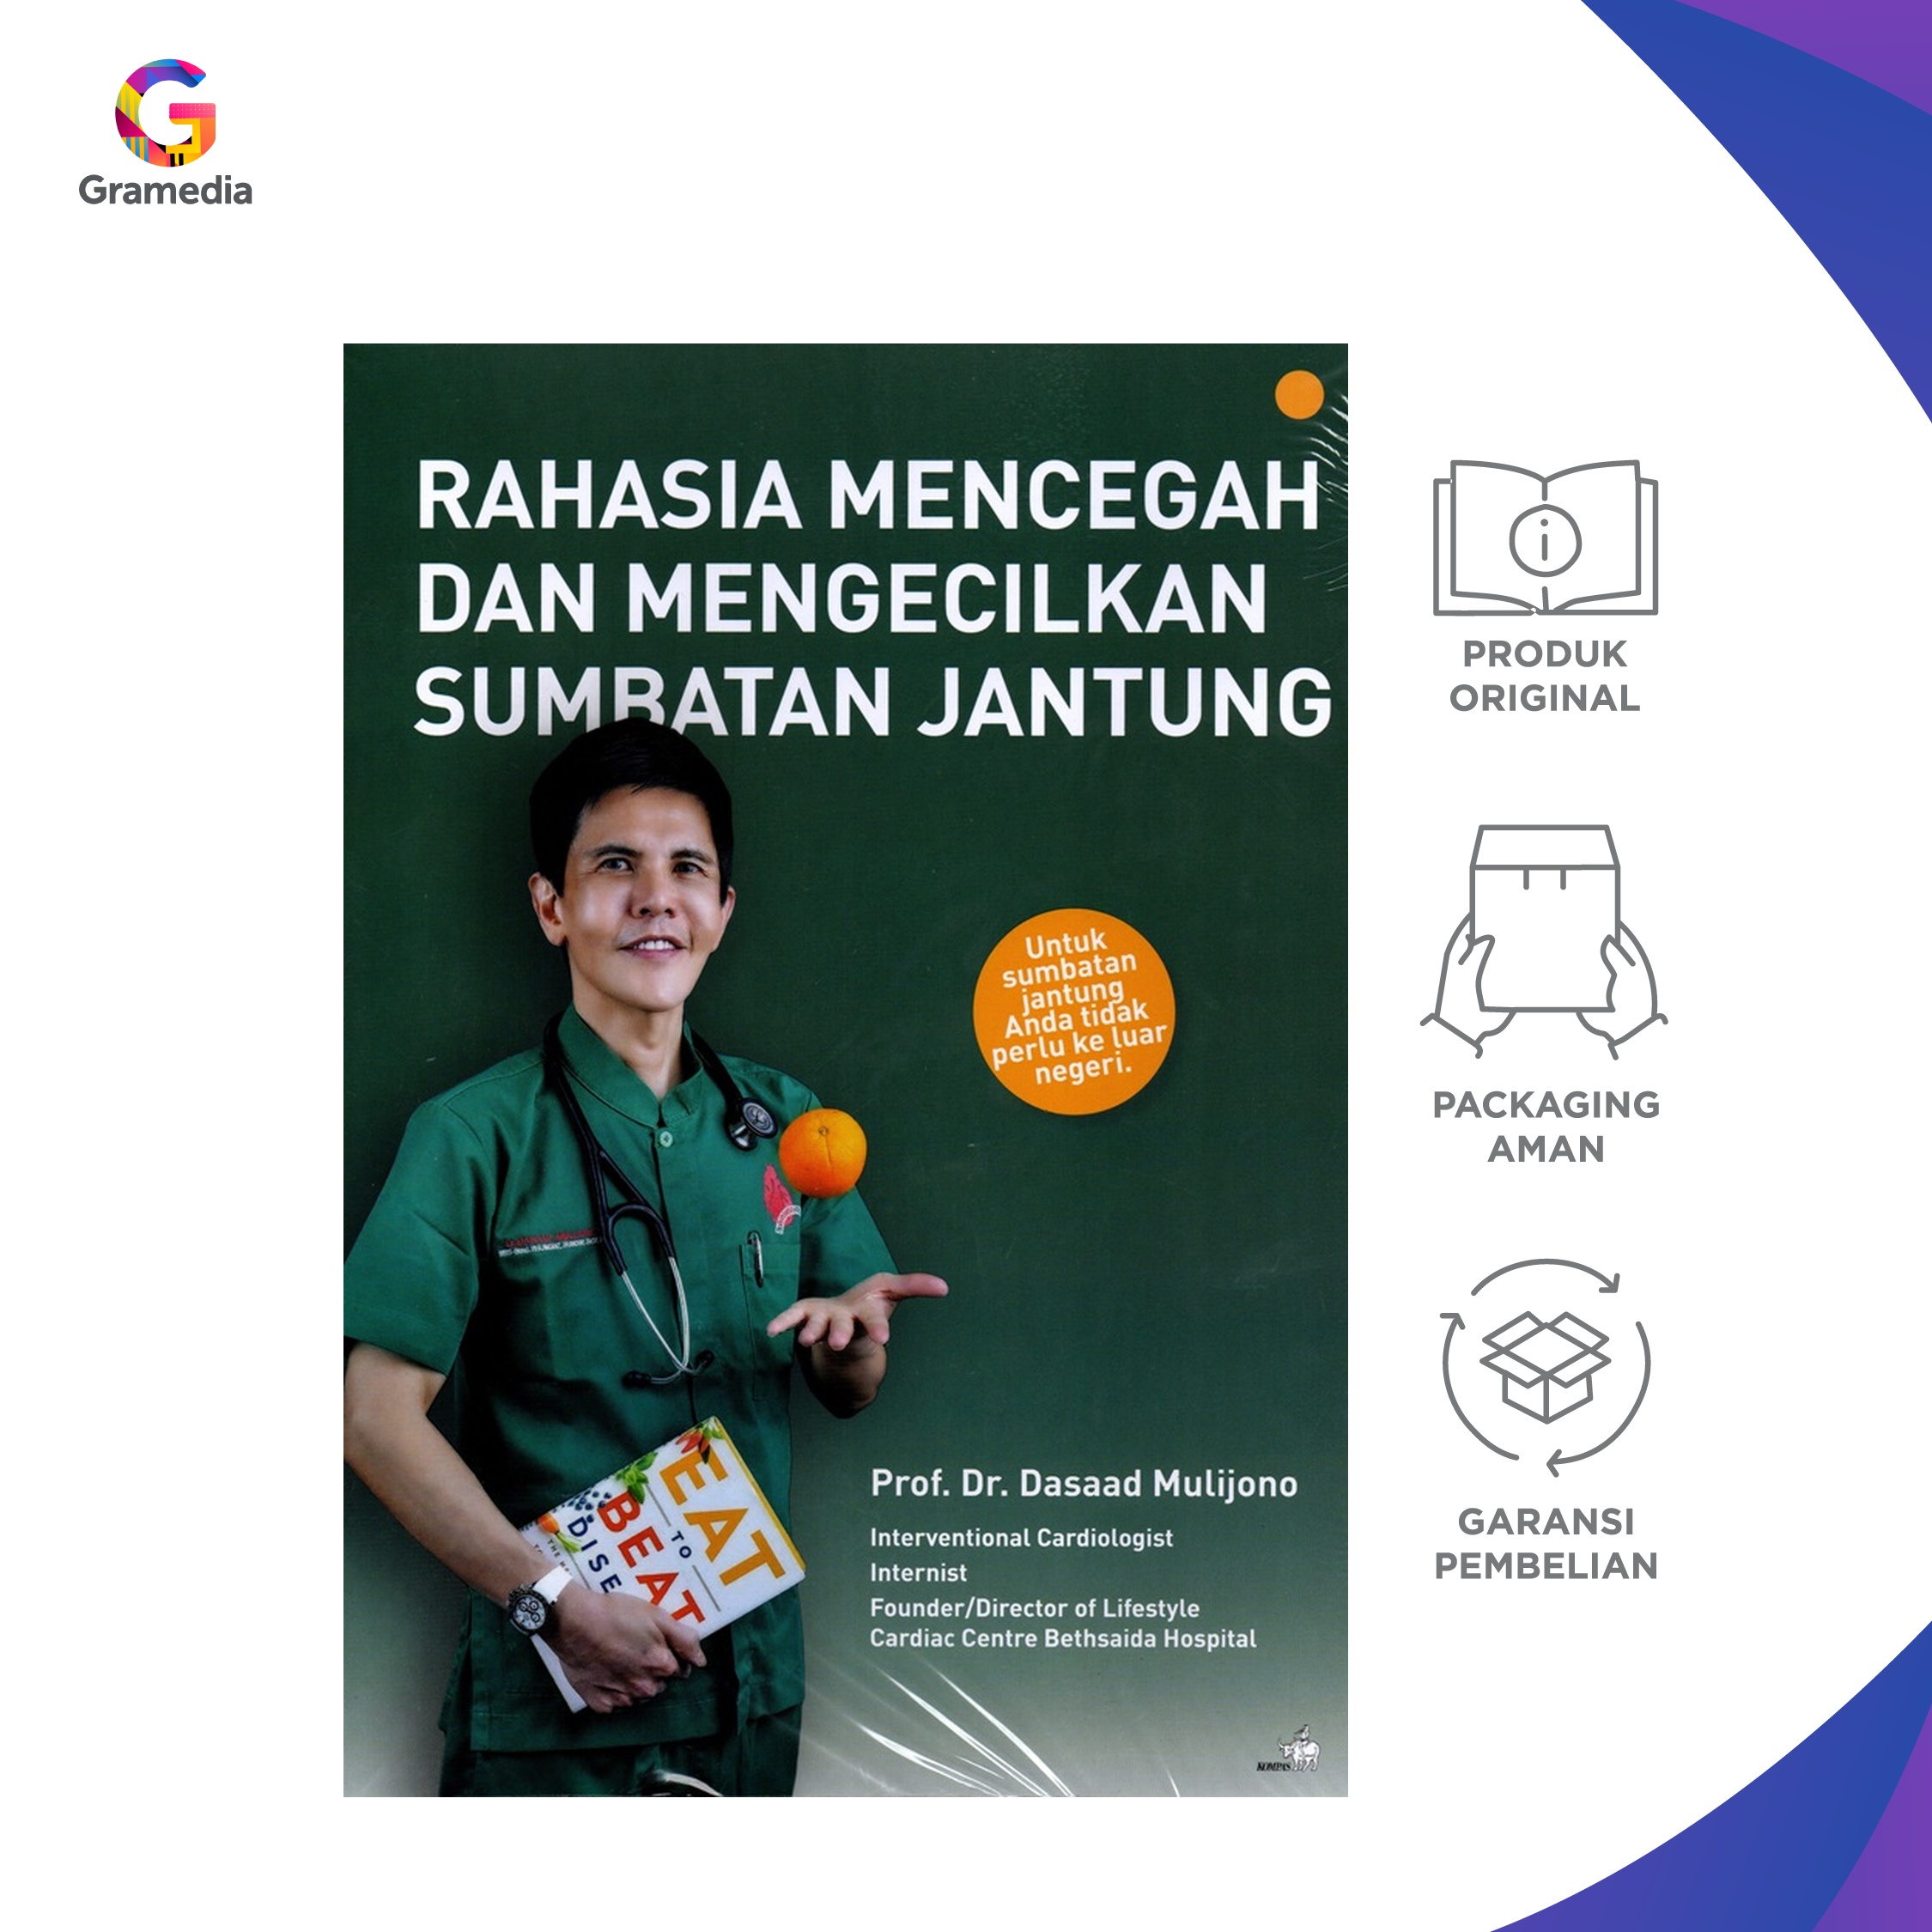 Gramedia
RAHASIA MENCEGAH
DAN MENGECILKAN
SUMBATAN JANTUNG
Untuk
sumbatan
jantung
Anda tidak
perlu ke luar
negeri.
EAT
TO
BEAT
DISE
Prof. Dr. Dasaad Mulijono
Interventional Cardiologist
Internist
Founder/Director of Lifestyle
Cardiac Centre Bethsaida Hospital
KOMPAS
PRODUK
ORIGINAL
PACKAGING
AMAN
GARANSI
PEMBELIAN